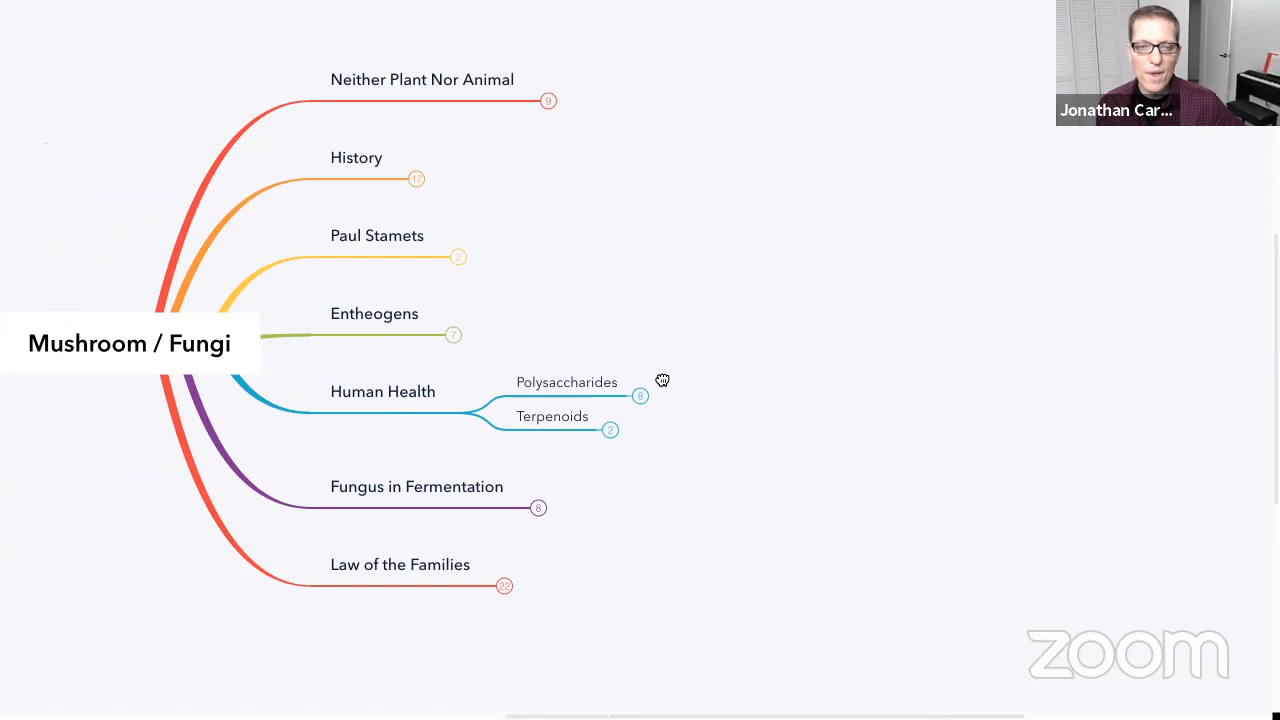 Neither Plant Nor Animal
9
Jonathan Car...
History
17
Paul Stamets
2
Entheogens
7
Mushroom / Fungi
Human Health
Polysaccharides
8
Terpenoids
2
Fungus in Fermentation
8
Law of the Families
22
zoom